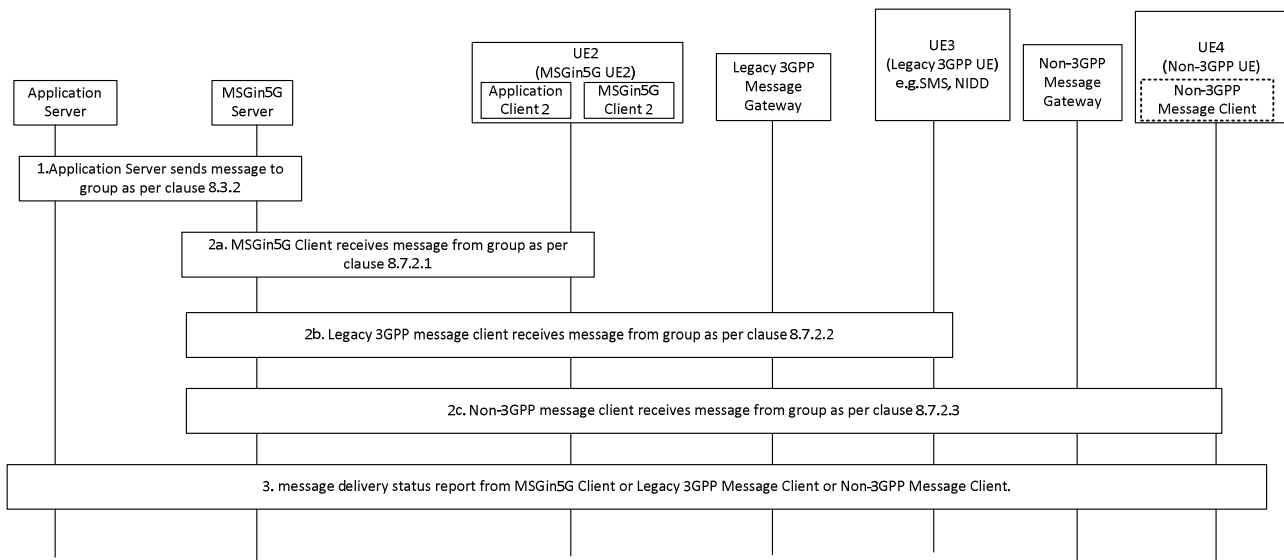 Application
Server
MSGin5G
Server
UE2
(MSGin5G UE2)
Application
Client 2
MSGin5G
Client 2
Legacy 3GPP
Message
Gateway
UE3
(Legacy 3GPP UE)
e.g.SMS, NIDD
Non-3GPP
Message
Gateway
UE4
(Non-3GPP UE)
Non-3GPP
Message Client
1.Application Server sends message to
group as per clause 8.3.2
2a. MSGin5G Client receives message from group as per
clause 8.7.2.1
2b. Legacy 3GPP message client receives message from group as per clause 8.7.2.2
2c. Non-3GPP message client receives message from group as per clause 8.7.2.3
3. message delivery status report from MSGin5G Client or Legacy 3GPP Message Client or Non-3GPP Message Client.